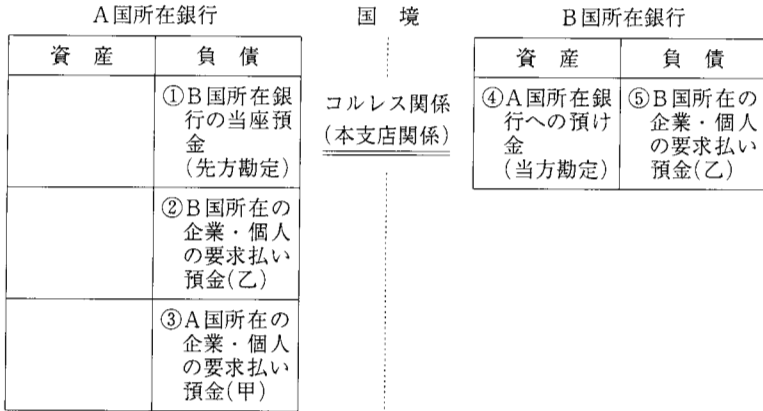 A国所在銀行
国 境
B国所在銀行
資 産
負 債
①B国所在銀
行の当座預
金
(先方勘定)
②B国所在の
企業・個人
の要求払い
預金(乙)
③A国所在の
企業・個人
の要求払い
預金(甲)
コルレス関係
(本支店関係)
資 産
負 債
④A国所在銀
行への預け
金
(当方勘定)
⑤B国所在の
企業・個人
の要求払い
預金(乙)